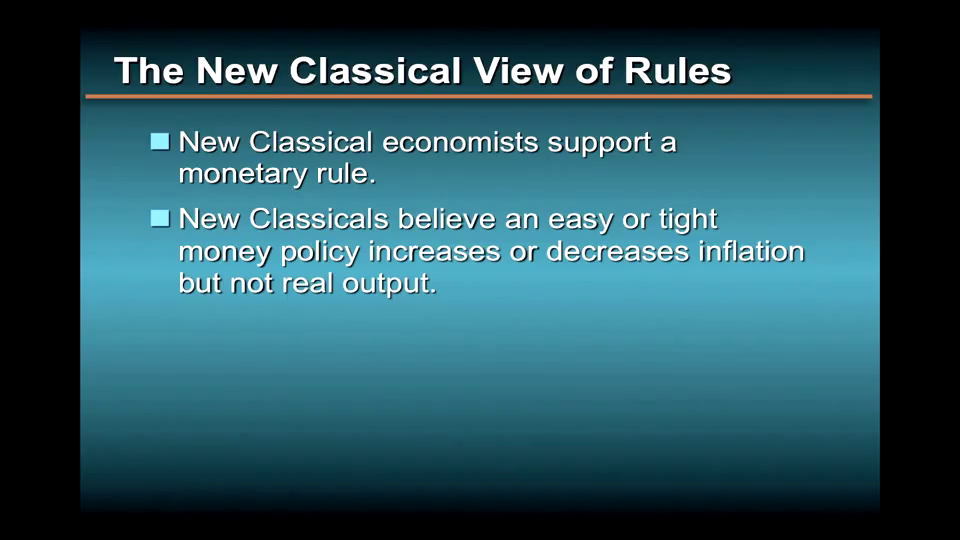 The New Classical View of Rules
New Classical economists support a
monetary rule.
New Classicals believe an easy or tight
money policy increases or decreases inflation
but not real output.